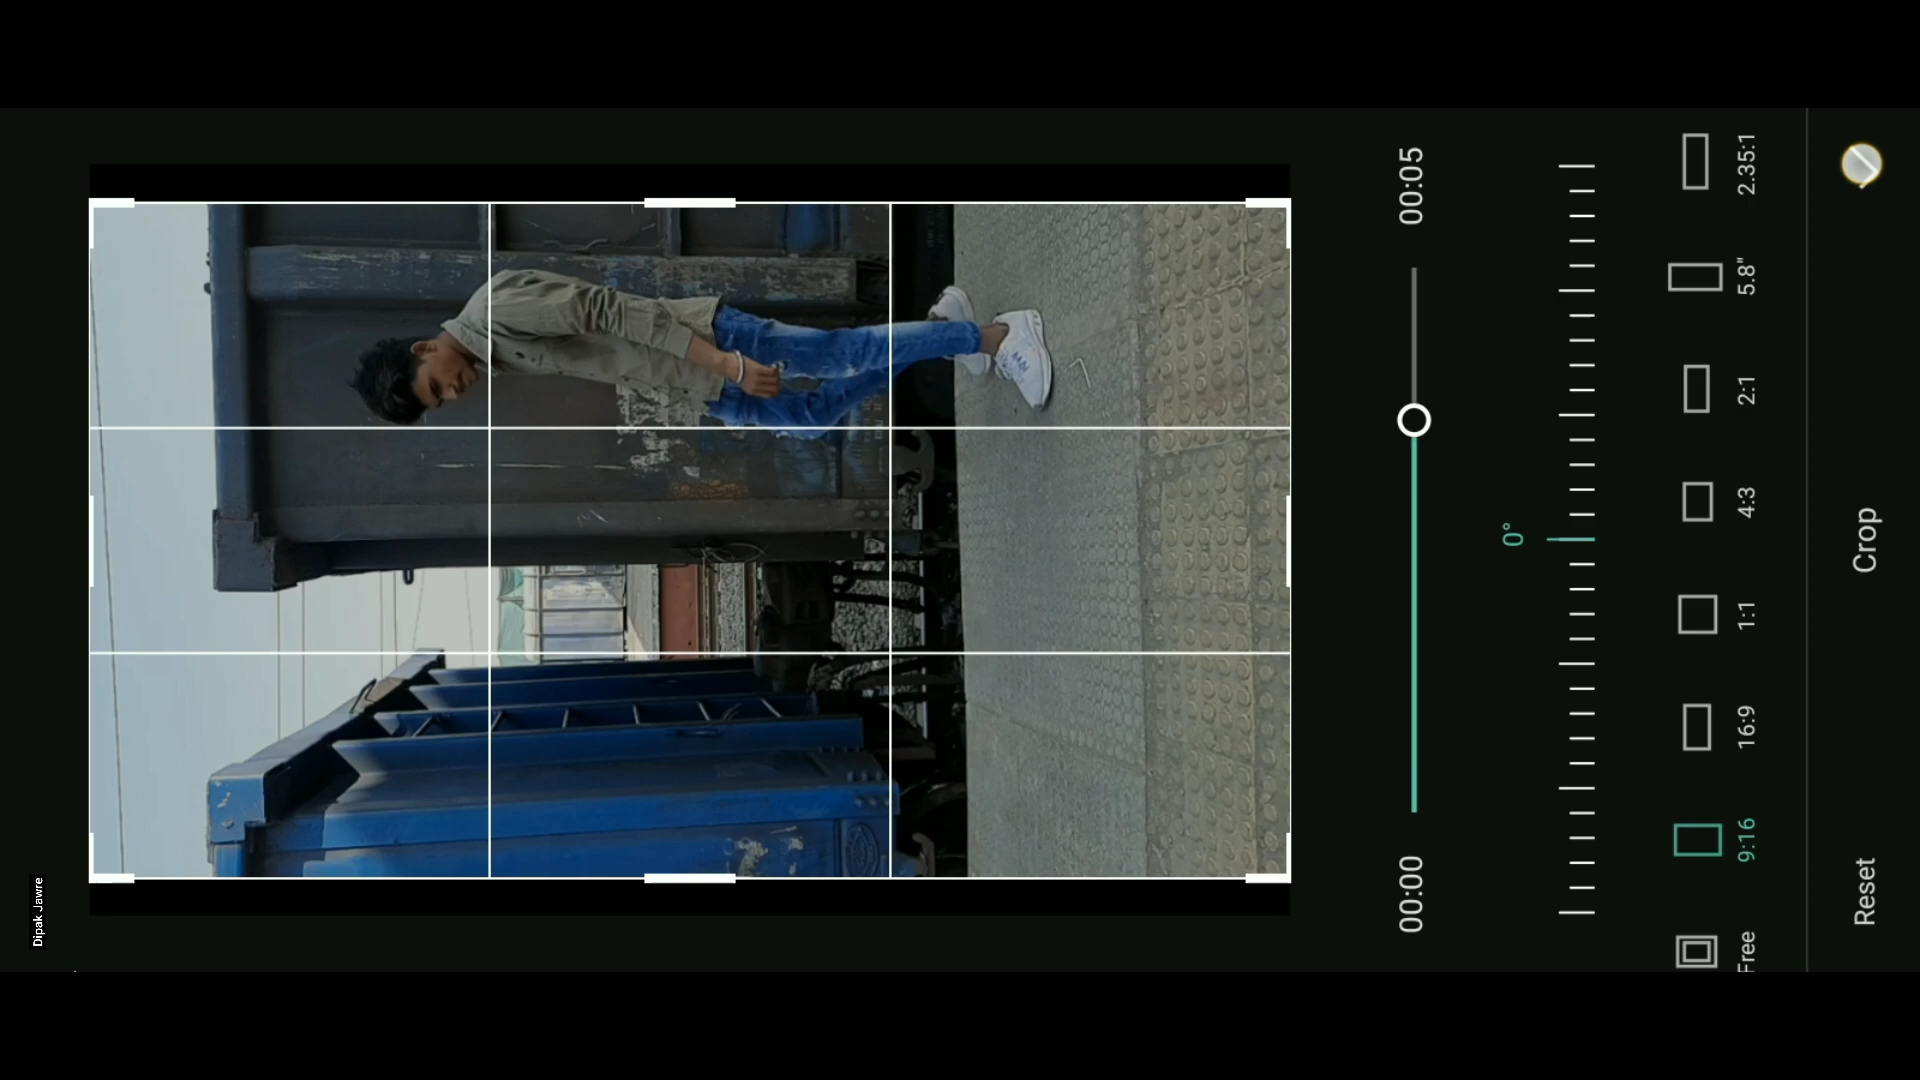 Dipak Jawre
00:00
00:05
0°
Free
9:16
16:9
1:1
4:3
2:1
5.8"
2.35:1
Reset
Crop